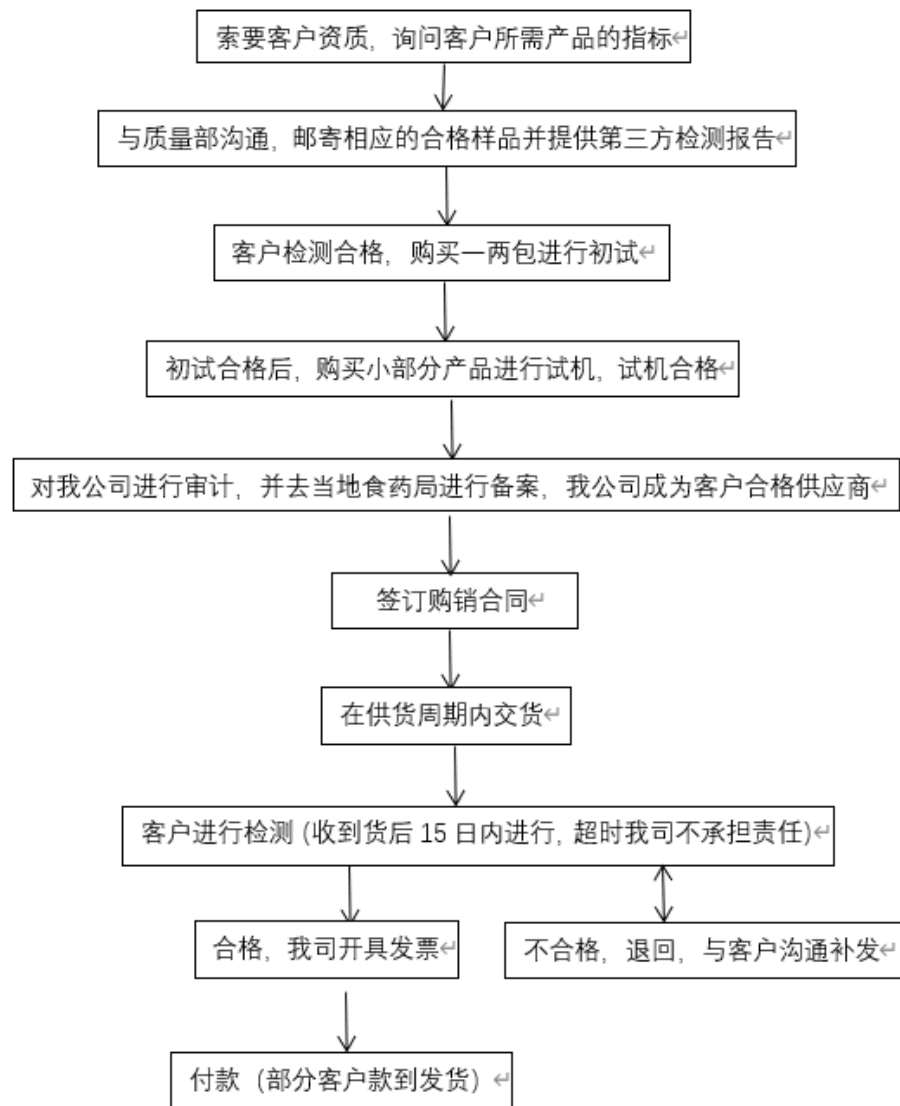 索要客户资质，询问客户所需产品的指标↵
与质量部沟通，邮寄相应的合格样品并提供第三方检测报告↵
客户检测合格，购买一两包进行初试↵
初试合格后，购买小部分产品进行试机，试机合格↵
对我公司进行审计，并去当地食药局进行备案，我公司成为客户合格供应商↵
签订购销合同↵
在供货周期内交货↵
客户进行检测（收到货后 15 日内进行，超时我司不承担责任）↵
合格，我司开具发票↵
不合格，退回，与客户沟通补发↵
付款（部分客户款到发货）↵